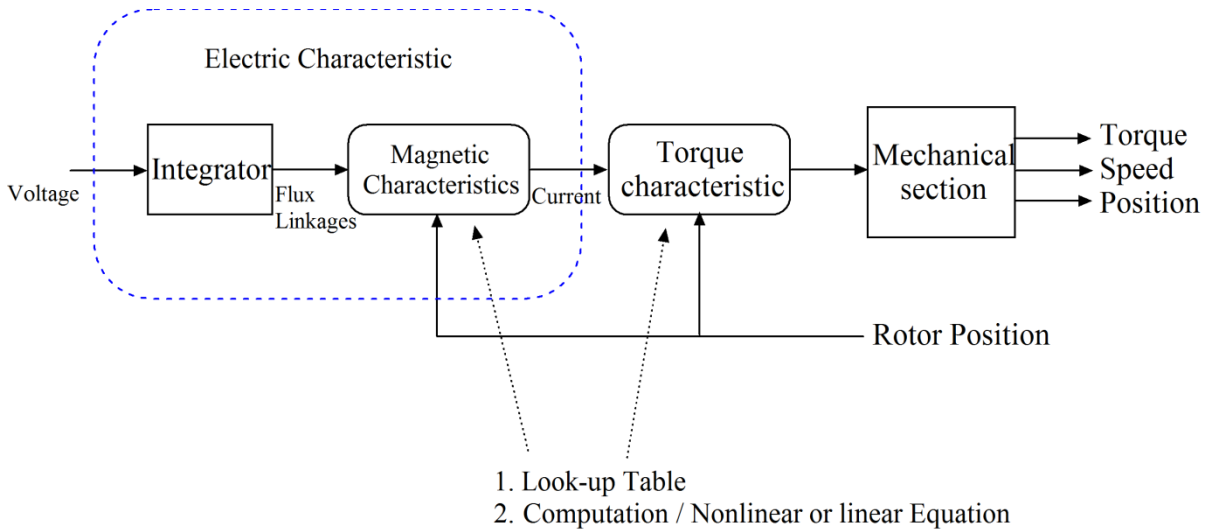 Electric Characteristic
Voltage
Integrator
Flux
Linkages
Magnetic
Characteristics
Current
Torque
characteristic
Mechanical
section
Torque
Speed
Position
Rotor Position
1. Look-up Table
2. Computation / Nonlinear or linear Equation